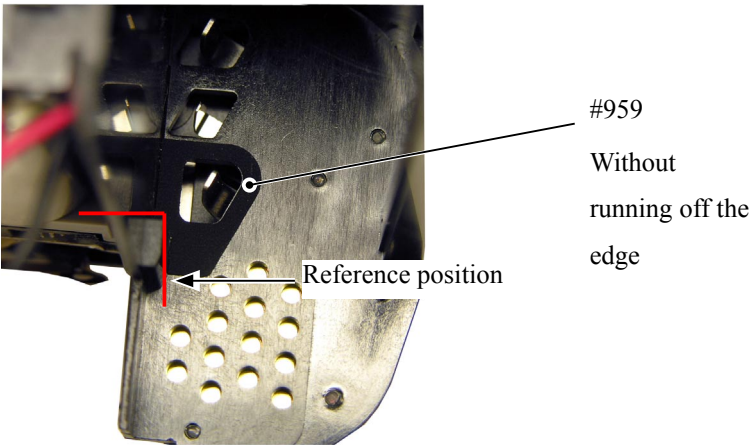 #959
Without
running off the
edge
Reference position